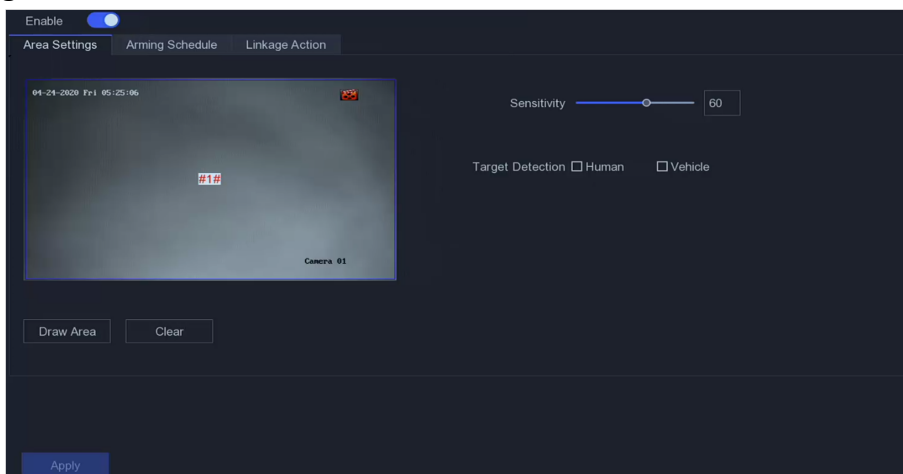 Enable
Area Settings Arming Schedule Linkage Action
04-24-2020 Fri 05:25:06
Sensitivity 60
Target Detection Human Vehicle
#1#
Camera 01
Draw Area Clear
Apply